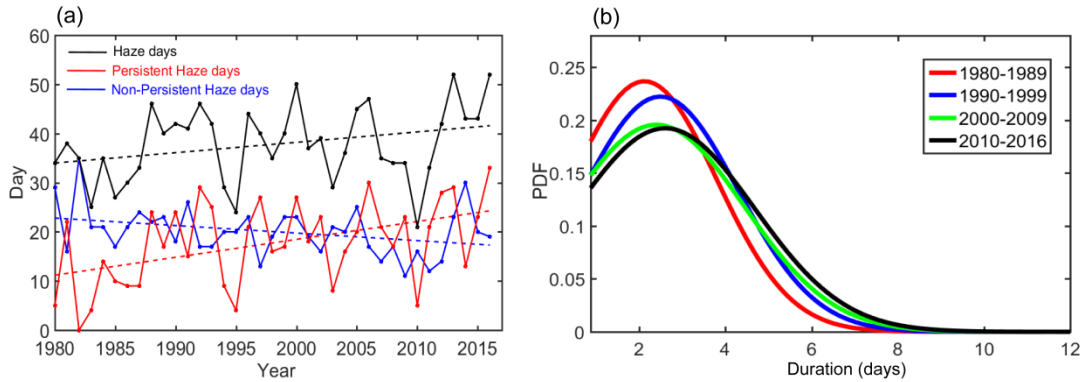 (a)
60
50
40
30
20
10
0
Day
Haze days
Persistent Haze days
Non-Persistent Haze days
1980 1985 1990 1995 2000 2005 2010 2015
Year
(b)
0.25
0.2
0.15
0.1
0.05
0
PDF
1980-1989
1990-1999
2000-2009
2010-2016
2 4 6 8 10 12
Duration (days)